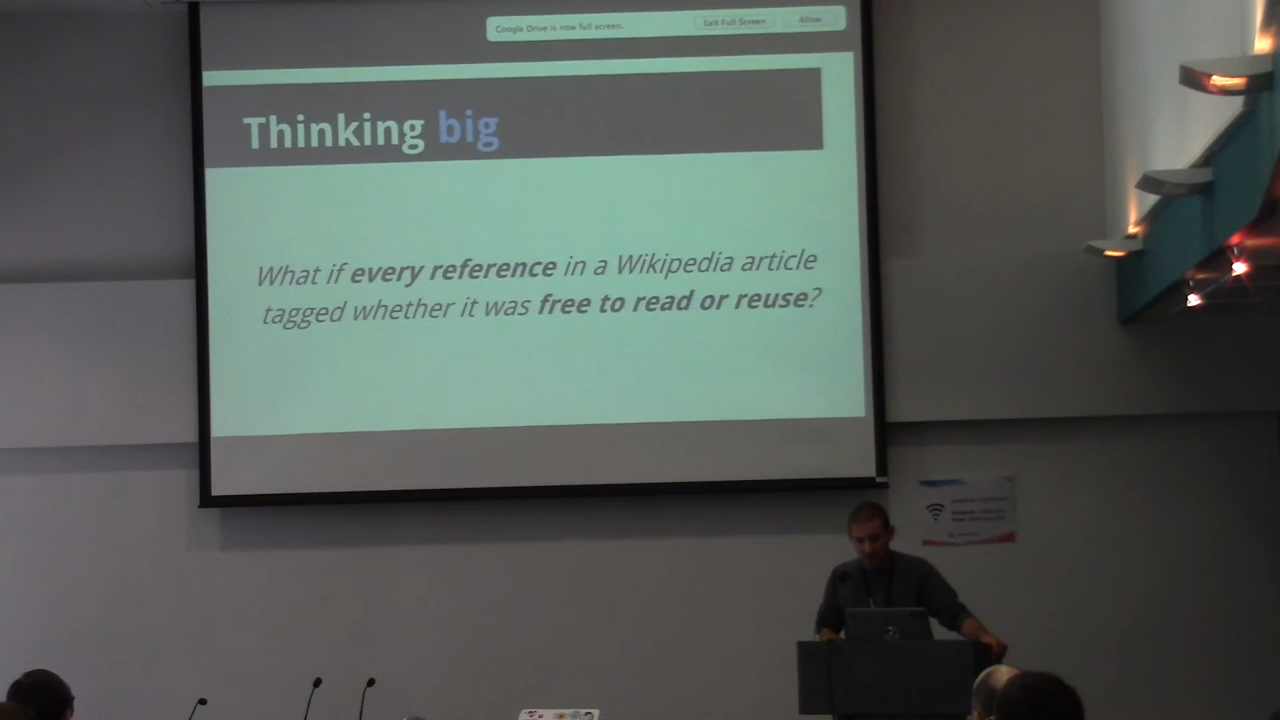 Google Drive is now full screen.
Exit Full Screen
Allow
Thinking big
What if every reference in a Wikipedia article
tagged whether it was free to read or reuse?